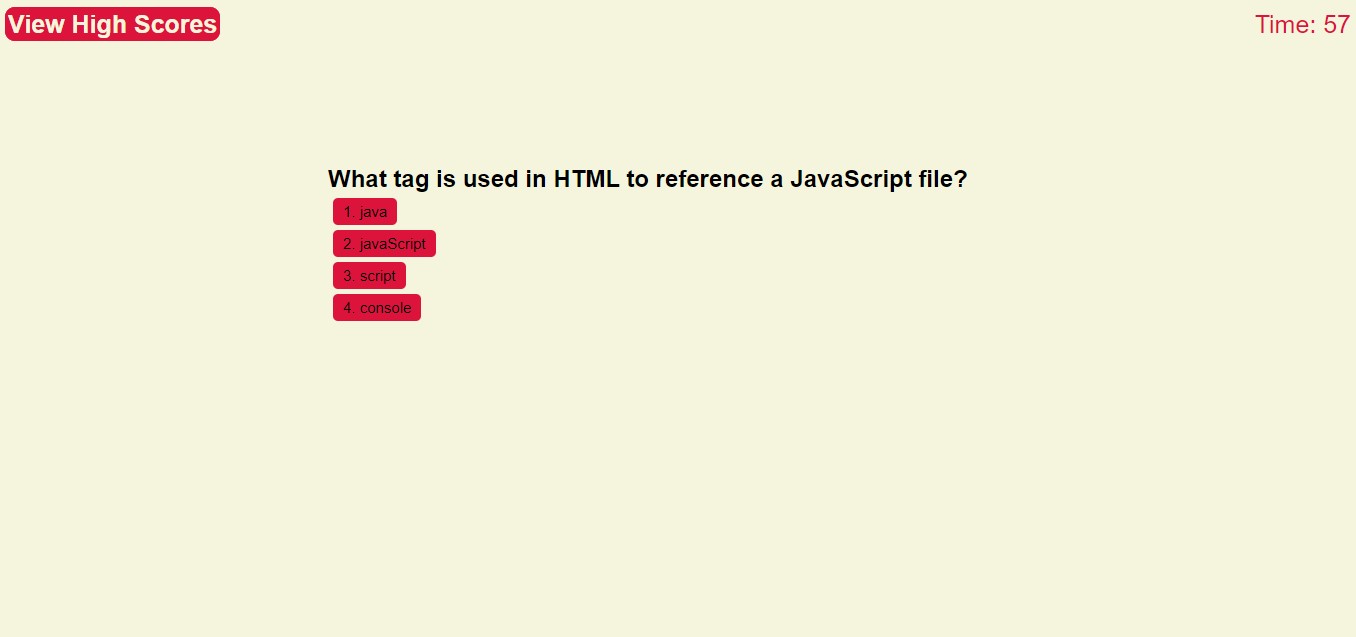 View High Scores
Time: 57
What tag is used in HTML to reference a JavaScript file?
1. java
2. javaScript
3. script
4. console